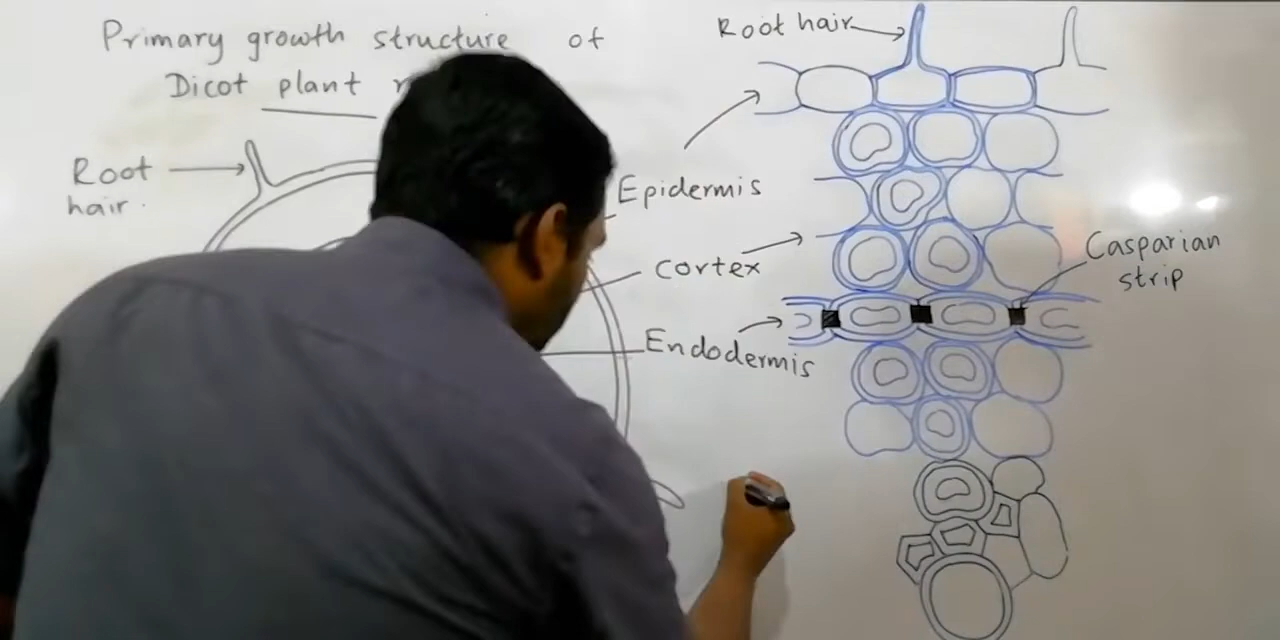 Primary growth structure of
Dicot plant
Root
hair.
Root hair
Epidermis
Cortex
Endodermis
Casparian
strip